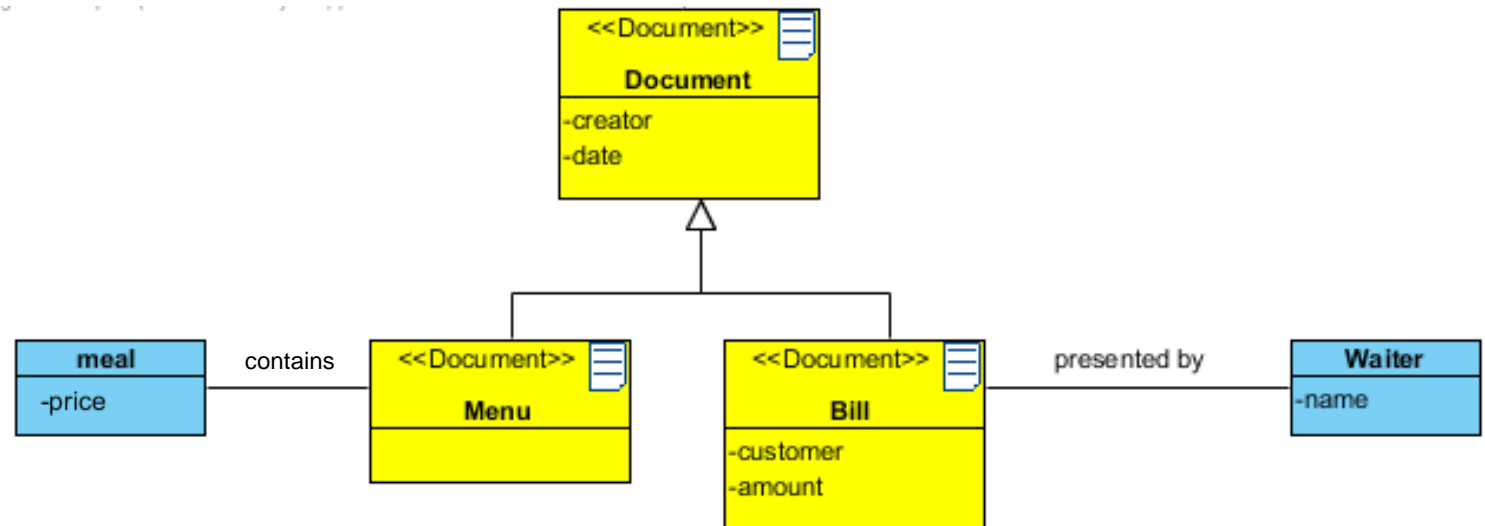 <<Document>>
Document
-creator
-date
meal
-price
contains
<<Document>>
Menu
<<Document>>
Bill
-customer
-amount
presented by
Waiter
-name